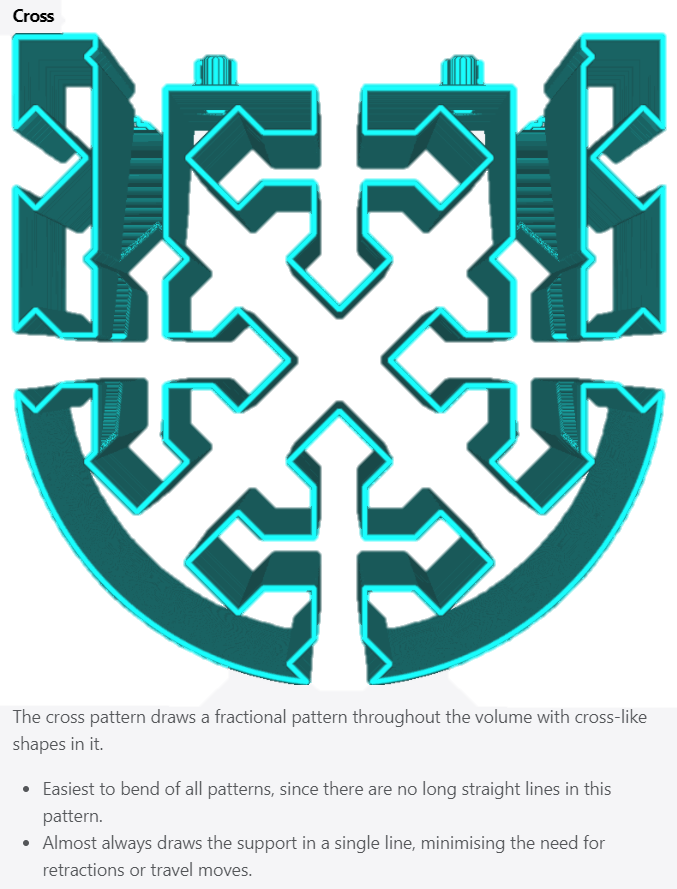 Cross
The cross pattern draws a fractional pattern throughout the volume with cross-like
shapes in it.
• Easiest to bend of all patterns, since there are no long straight lines in this
pattern.
• Almost always draws the support in a single line, minimising the need for
retractions or travel moves.